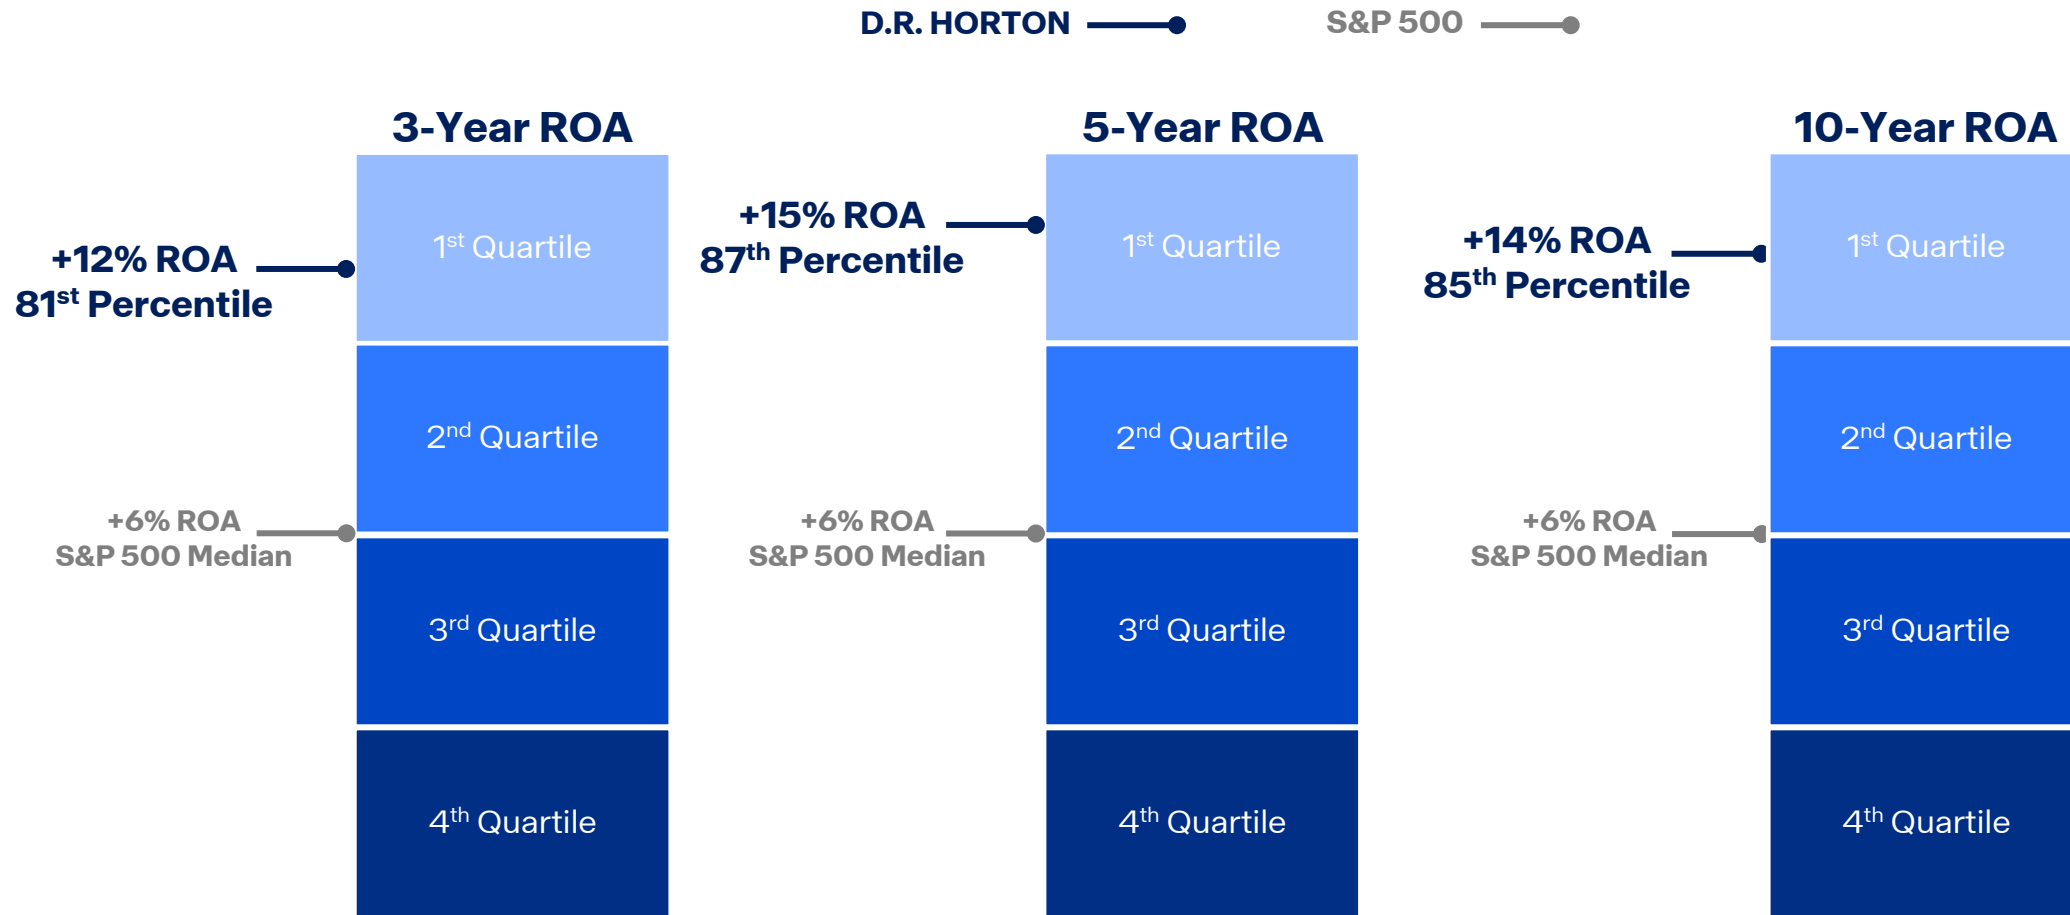 D.R. HORTON
S&P 500
3-Year ROA
+12% ROA
81st Percentile
+6% ROA
S&P 500 Median
1st Quartile
2nd Quartile
3rd Quartile
4th Quartile
5-Year ROA
+15% ROA
87th Percentile
+6% ROA
S&P 500 Median
1st Quartile
2nd Quartile
3rd Quartile
4th Quartile
10-Year ROA
+14% ROA
85th Percentile
+6% ROA
S&P 500 Median
1st Quartile
2nd Quartile
3rd Quartile
4th Quartile